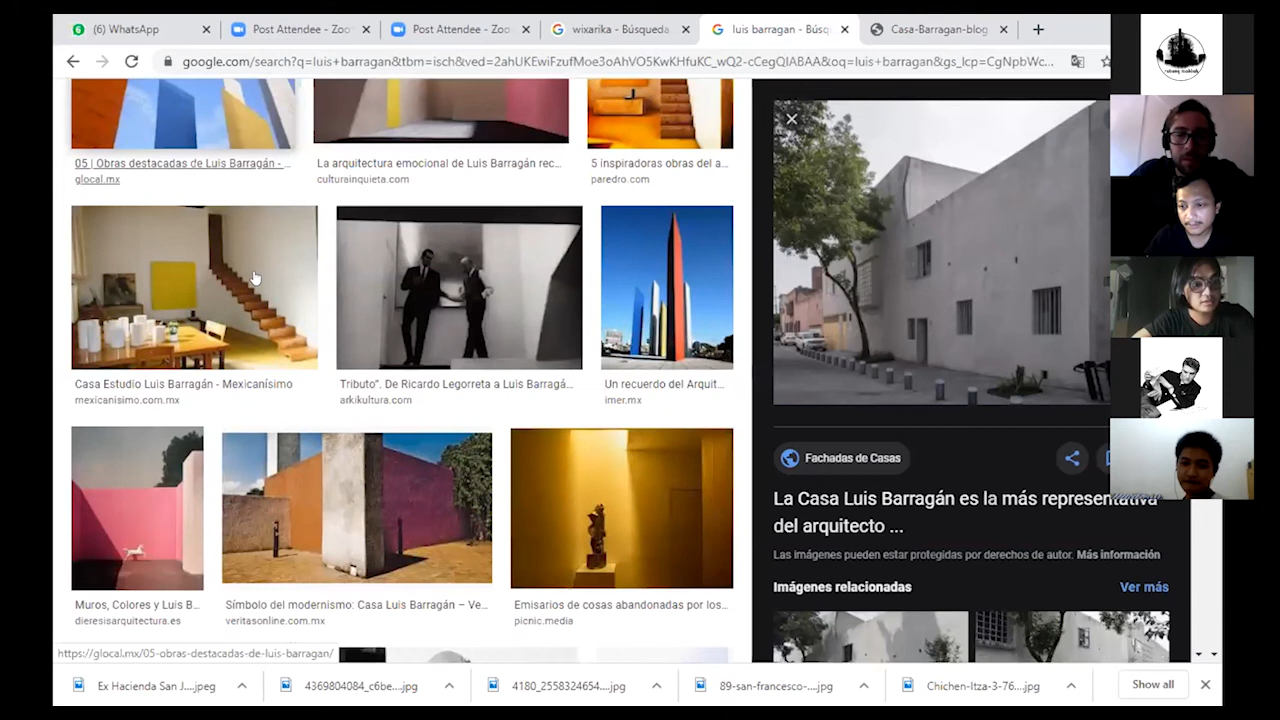 (6) WhatsApp
Post Attendee - Zoo
Post Attendee - Zoo
wixarika - Búsqueda
luis barragan - Búsq
Casa-Barragan-blog
google.com/search?q=luis+barragan&tbm=isch&ved=2ahUKEwiFzufMoe3oAhVO5KwKHfuKC_wQ2-cCegQIABAA&oq=luis+barragan&gs_lcp=CgNpbWc...
05 | Obras destacadas de Luis Barragán - ...
glocal.mx
La arquitectura emocional de Luis Barragán rec...
culturainquieta.com
5 inspiradoras obras del a...
paredro.com
Casa Estudio Luis Barragán - Mexicanísimo
mexicanisimo.com.mx
Tributo". De Ricardo Legorreta a Luis Barragá...
arkikultura.com
Un recuerdo del Arquit...
imer.mx
Muros, Colores y Luis B...
dieresisarquitectura.es
Símbolo del modernismo: Casa Luis Barragán – Ve...
veritasonline.com.mx
Emisarios de cosas abandonadas por los...
picnic.media
Fachadas de Casas
La Casa Luis Barragán es la más representativa
del arquitecto ...
Las imágenes pueden estar protegidas por derechos de autor. Más información
Imágenes relacionadas
Ver más
https://glocal.mx/05-obras-destacadas-de-luis-barragan/
Ex Hacienda San J....jpeg
4369804084_c6be....jpg
4180_2558324654....jpg
89-san-francesco-....jpg
Chichen-Itza-3-76....jpg
Show all